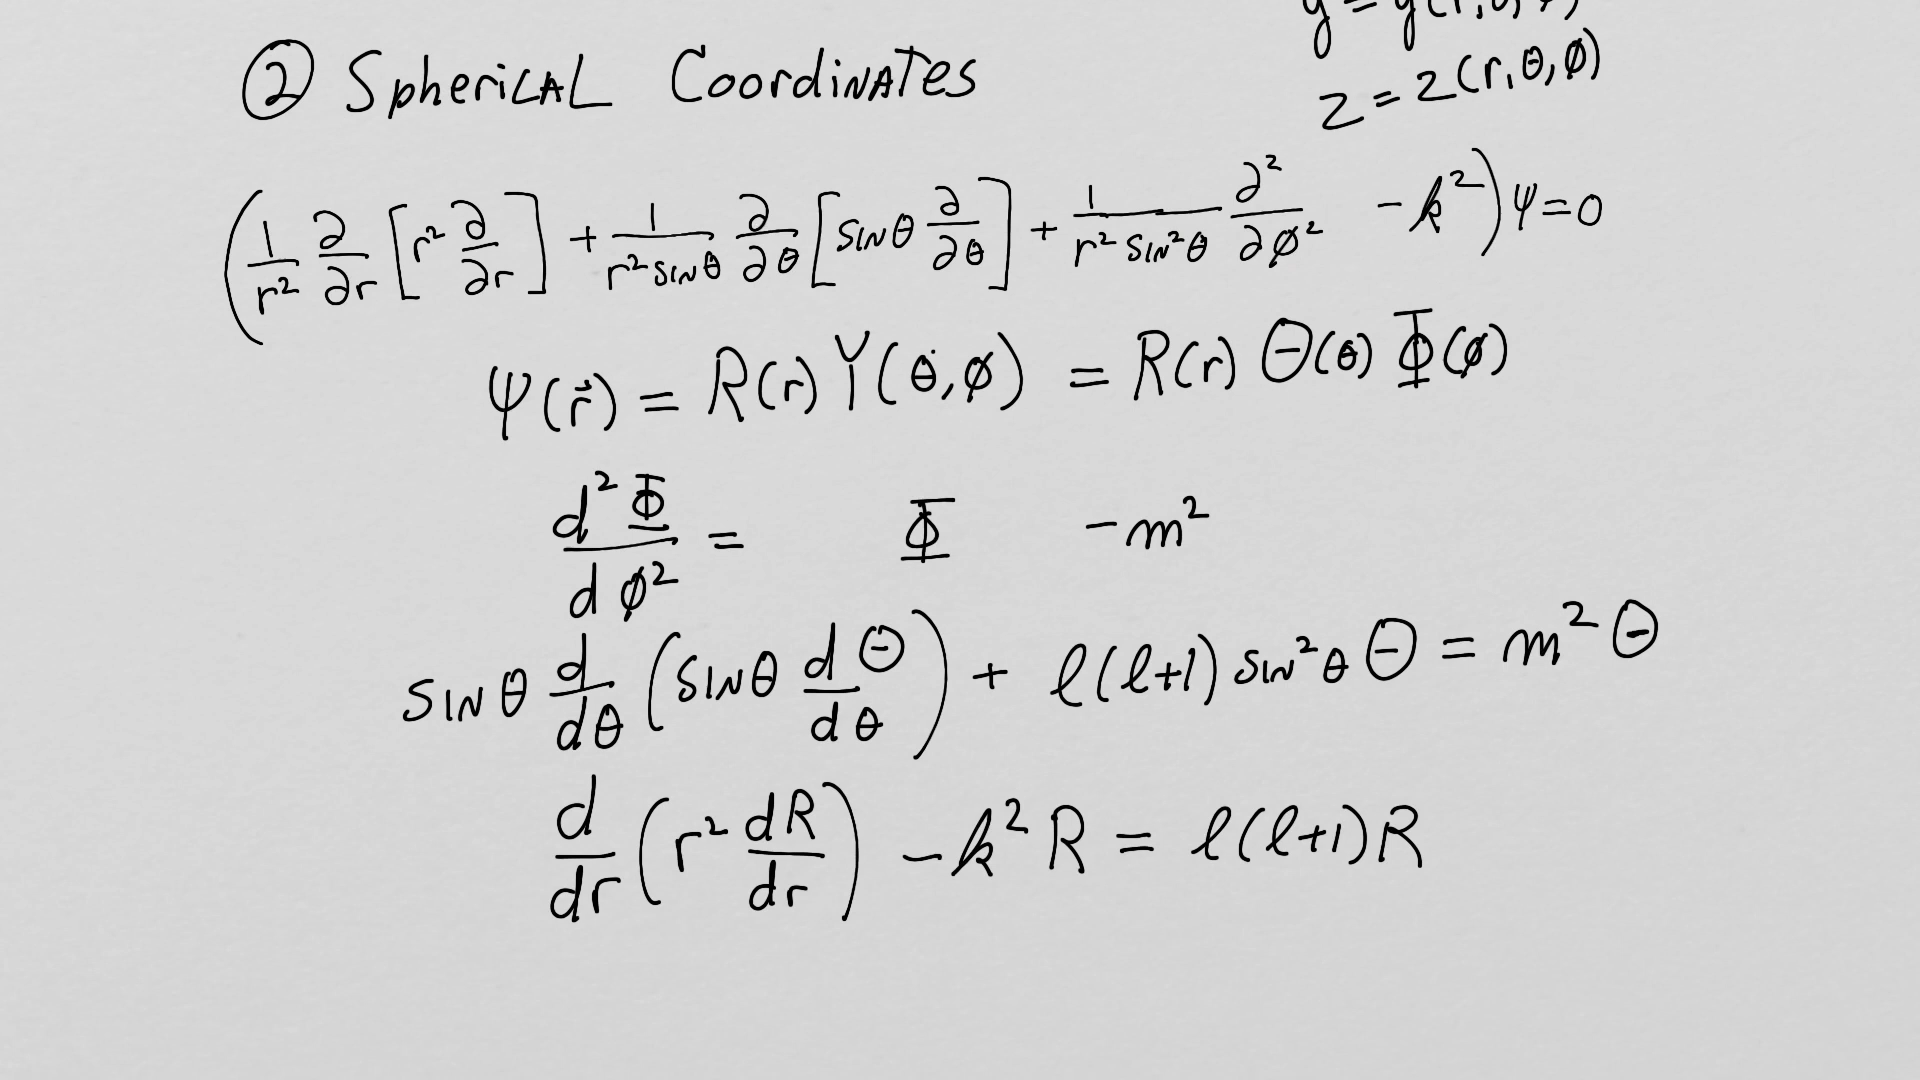 y = y(r,θ,φ)
② Spherical Coordinates
z = z(r,θ,φ)
(1/r² ∂/∂r [r² ∂/∂r] + 1/(r² sinθ) ∂/∂θ [sinθ ∂/∂θ] + 1/(r² sin²θ) ∂²/∂φ² - k²)ψ = 0
ψ(r⃗) = R(r) Y(θ,φ) = R(r) Θ(θ) Φ(φ)
d²Φ/dφ² = Φ -m²
sinθ d/dθ (sinθ dΘ/dθ) + ℓ(ℓ+1) sin²θ Θ = m² Θ
d/dr (r² dR/dr) - k² R = ℓ(ℓ+1)R